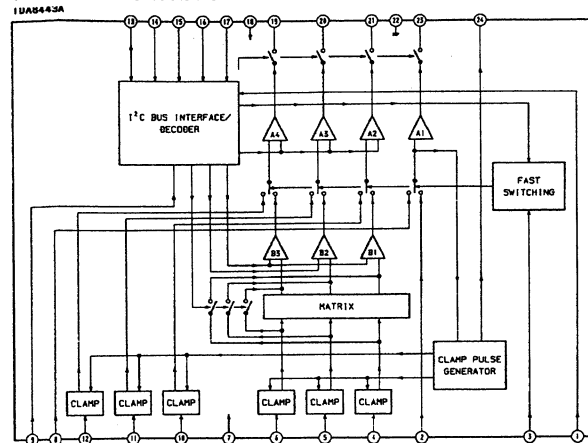 TDA8443A
13 14 15 16 17 18 19 20 21 22 23 24
I²C BUS INTERFACE/
DECODER
A4 A3 A2 A1
FAST
SWITCHING
B3 B2 B1
MATRIX
CLAMP PULSE
GENERATOR
CLAMP CLAMP CLAMP CLAMP CLAMP CLAMP
9 8 12 11 10 7 6 5 4 2 3 1